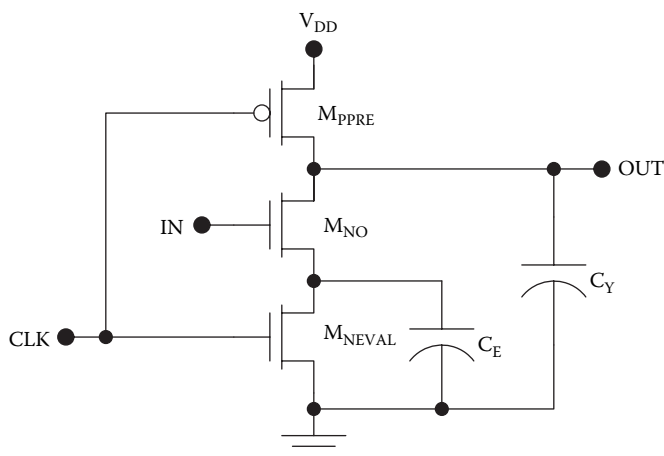 V_DD
M_PPRE
OUT
IN
M_NO
C_Y
CLK
M_NEVAL
C_E